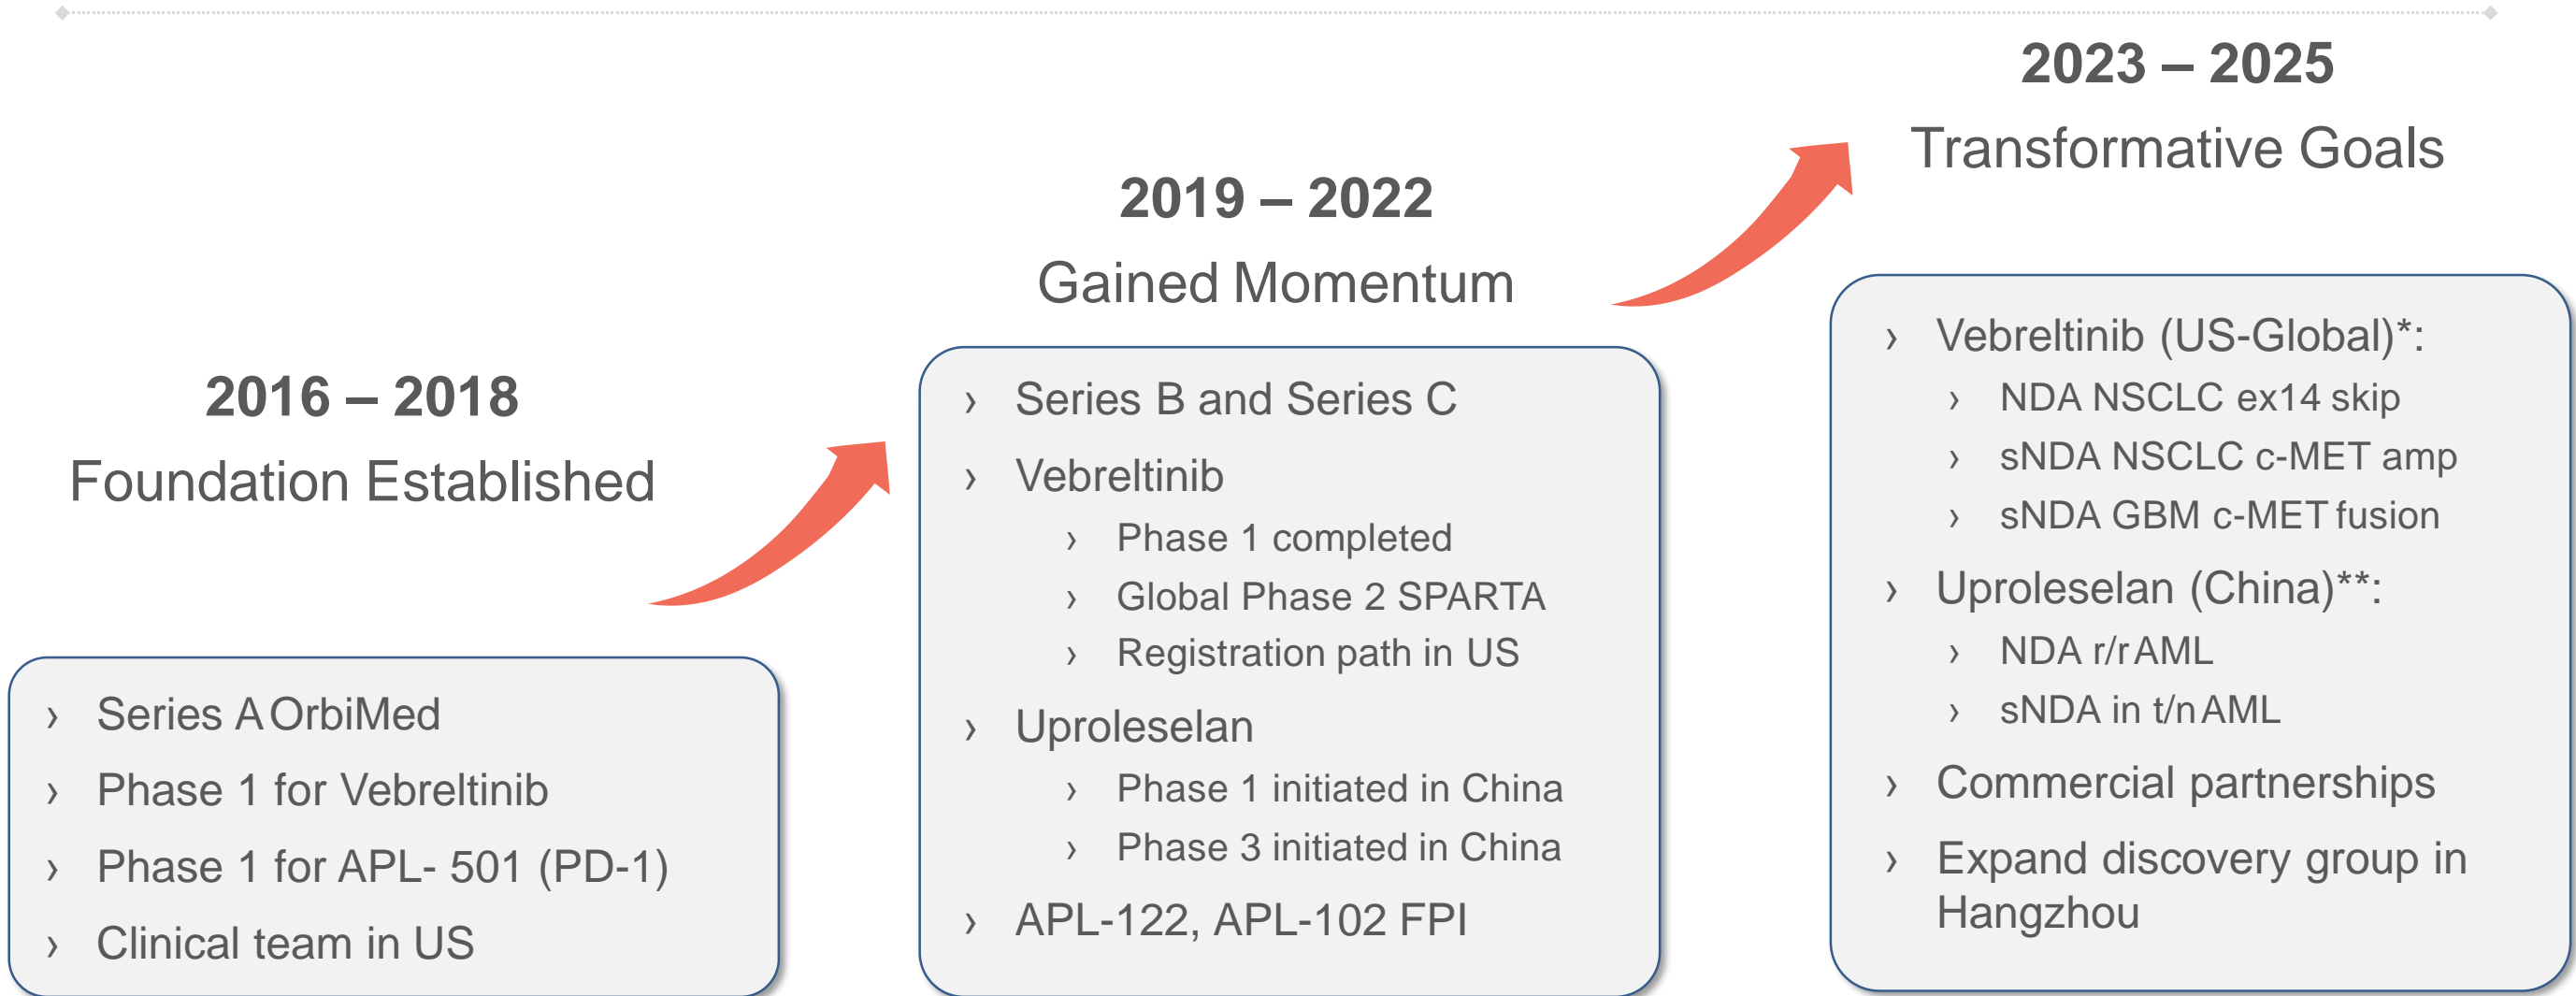 2016 – 2018
Foundation Established
› Series A OrbiMed
› Phase 1 for Vebreltinib
› Phase 1 for APL- 501 (PD-1)
› Clinical team in US
2019 – 2022
Gained Momentum
› Series B and Series C
› Vebreltinib
› Phase 1 completed
› Global Phase 2 SPARTA
› Registration path in US
› Uproleselan
› Phase 1 initiated in China
› Phase 3 initiated in China
› APL-122, APL-102 FPI
2023 – 2025
Transformative Goals
› Vebreltinib (US-Global)*:
› NDA NSCLC ex14 skip
› sNDA NSCLC c-MET amp
› sNDA GBM c-MET fusion
› Uproleselan (China)**:
› NDA r/r AML
› sNDA in t/n AML
› Commercial partnerships
› Expand discovery group in
Hangzhou